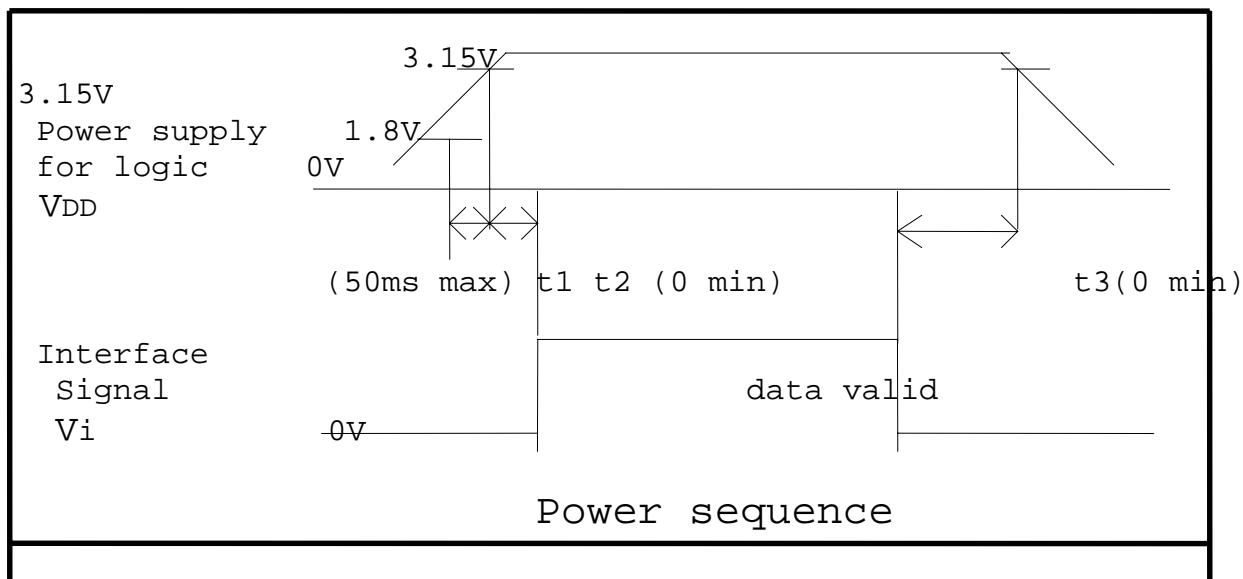 3.15V
3.15V
Power supply 1.8V
for logic 0V
VDD
(50ms max) t1 t2 (0 min) t3(0 min)
Interface
Signal data valid
Vi 0V
Power sequence